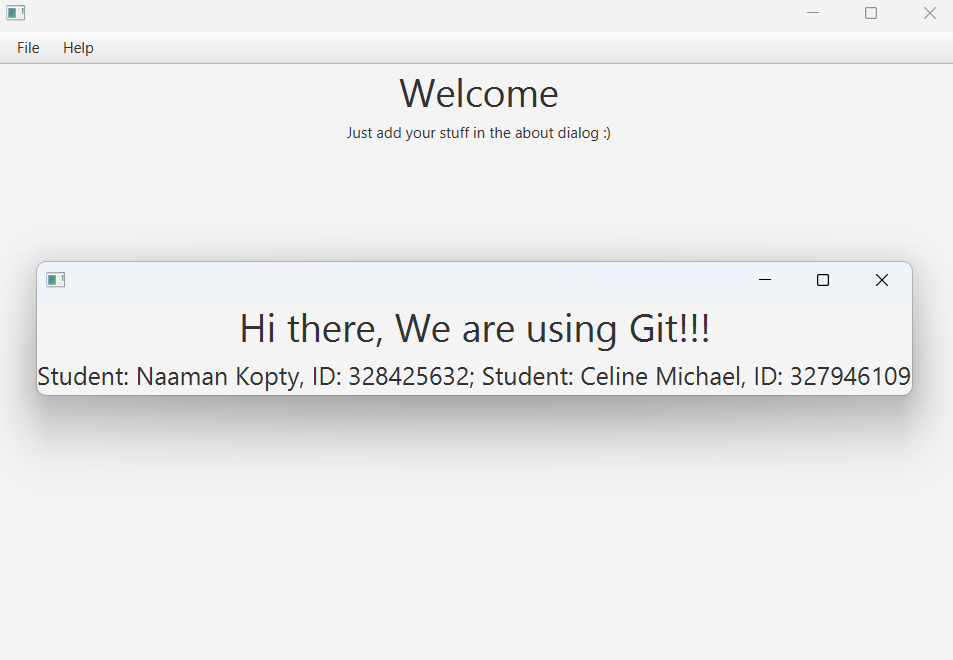 File Help
Welcome
Just add your stuff in the about dialog :)
Hi there, We are using Git!!!
Student: Naaman Kopty, ID: 328425632; Student: Celine Michael, ID: 327946109